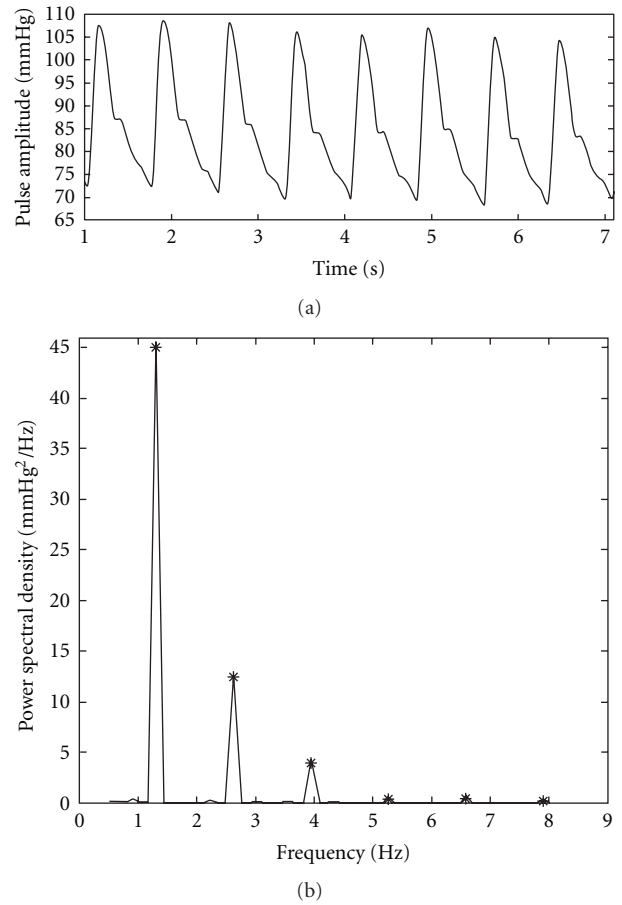 110
105
100
95
90
85
80
75
70
65
Pulse amplitude (mmHg)
1 2 3 4 5 6 7
Time (s)
(a)
45
40
35
30
25
20
15
10
5
0
Power spectral density (mmHg²/Hz)
0 1 2 3 4 5 6 7 8 9
Frequency (Hz)
(b)